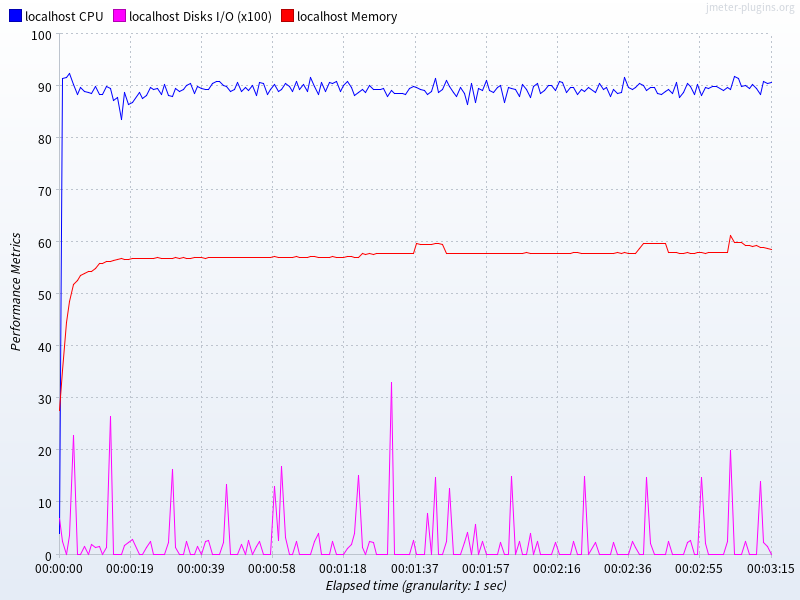 jmeter-plugins.org
localhost CPU localhost Disks I/O (x100) localhost Memory
100
90
80
70
60
50
40
30
20
10
0
Performance Metrics
00:00:00 00:00:19 00:00:39 00:00:58 00:01:18 00:01:37 00:01:57 00:02:16 00:02:36 00:02:55 00:03:15
Elapsed time (granularity: 1 sec)